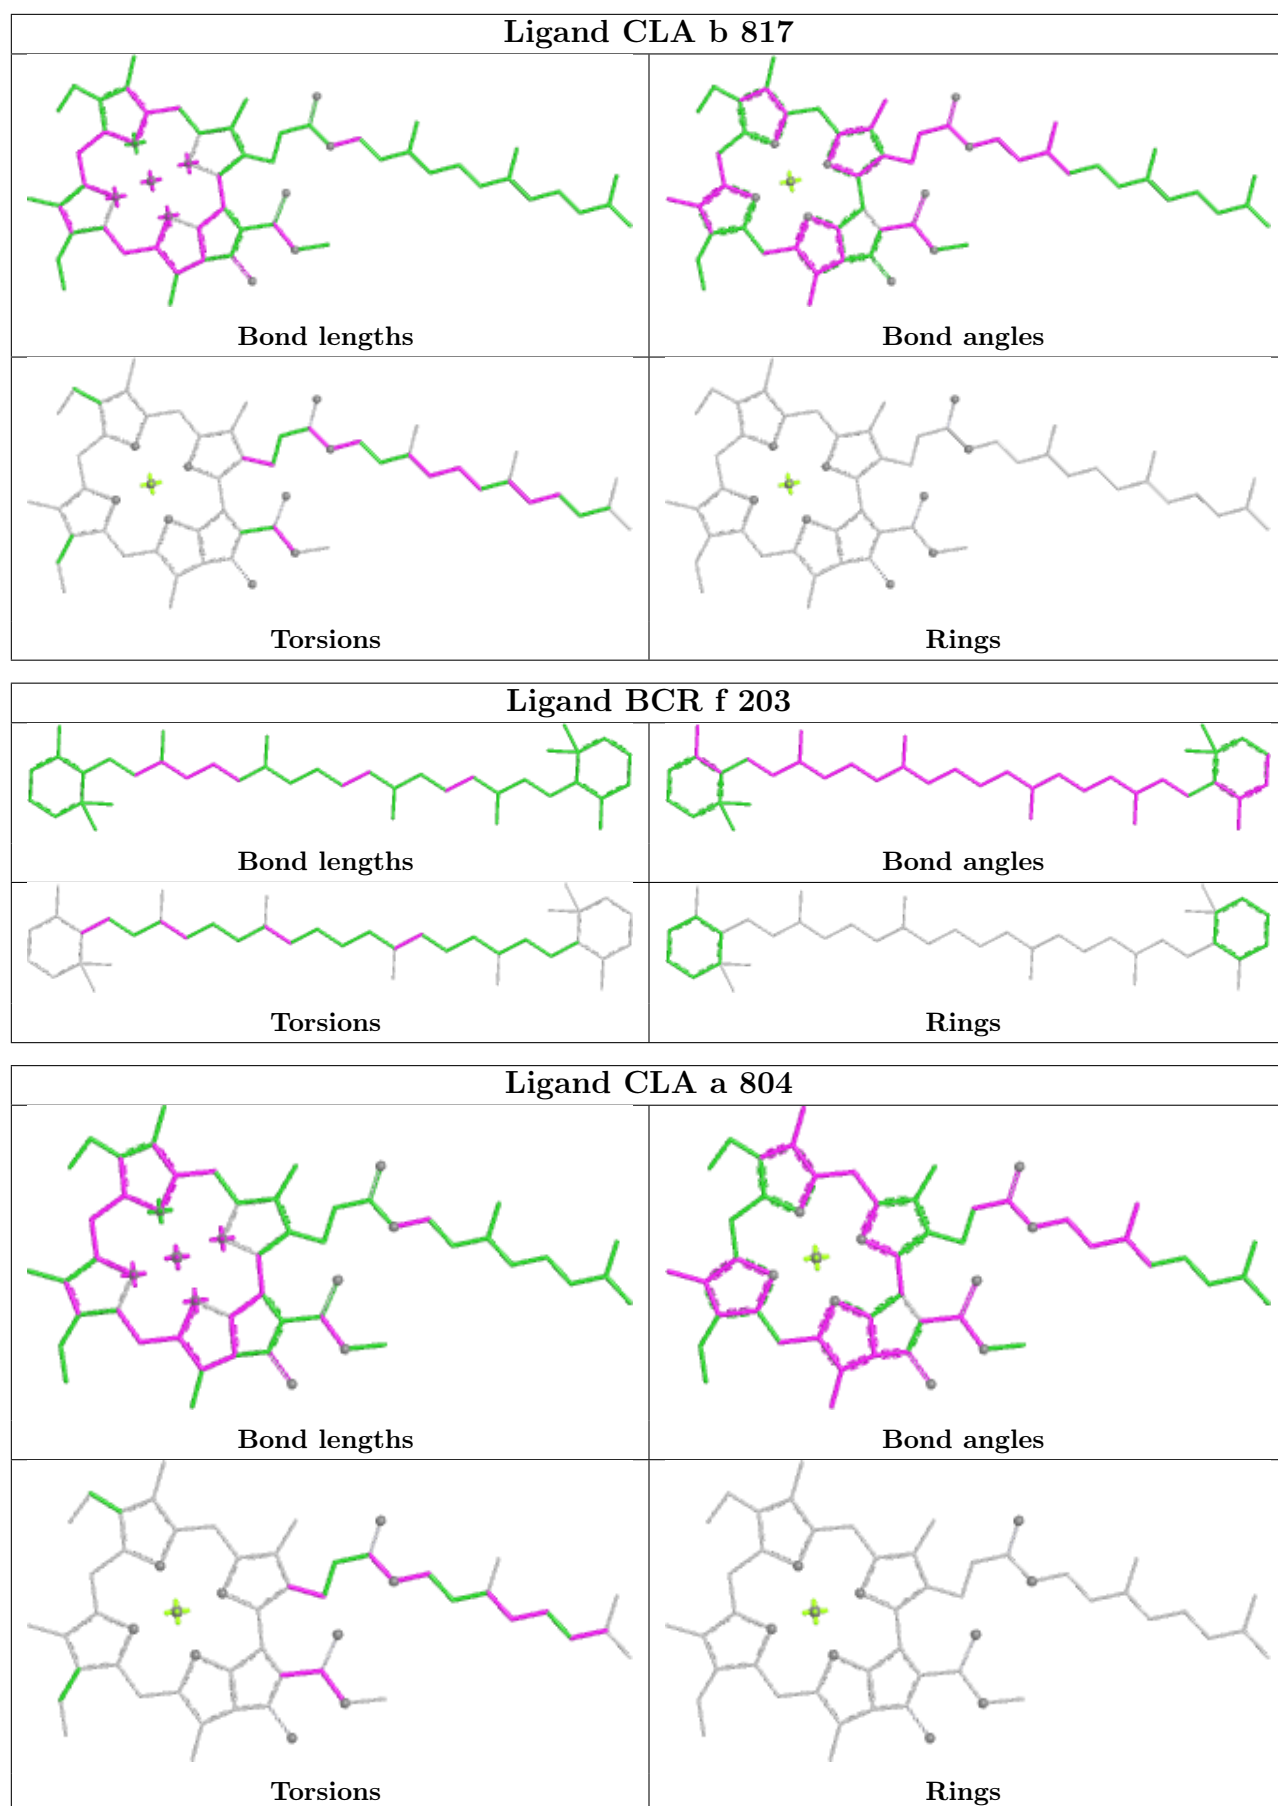 Ligand CLA b 817
Bond lengths
Bond angles
Torsions
Rings
Ligand BCR f 203
Bond lengths
Bond angles
Torsions
Rings
Ligand CLA a 804
Bond lengths
Bond angles
Torsions
Rings